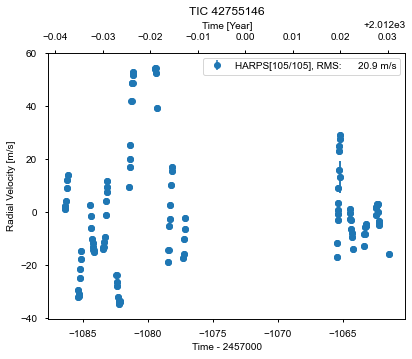 TIC 42755146
Time [Year]
+2.012e3
−0.04 −0.03 −0.02 −0.01 0.00 0.01 0.02 0.03
HARPS[105/105], RMS: 20.9 m/s
Radial Velocity [m/s]
60
40
20
0
−20
−40
−1085 −1080 −1075 −1070 −1065
Time - 2457000